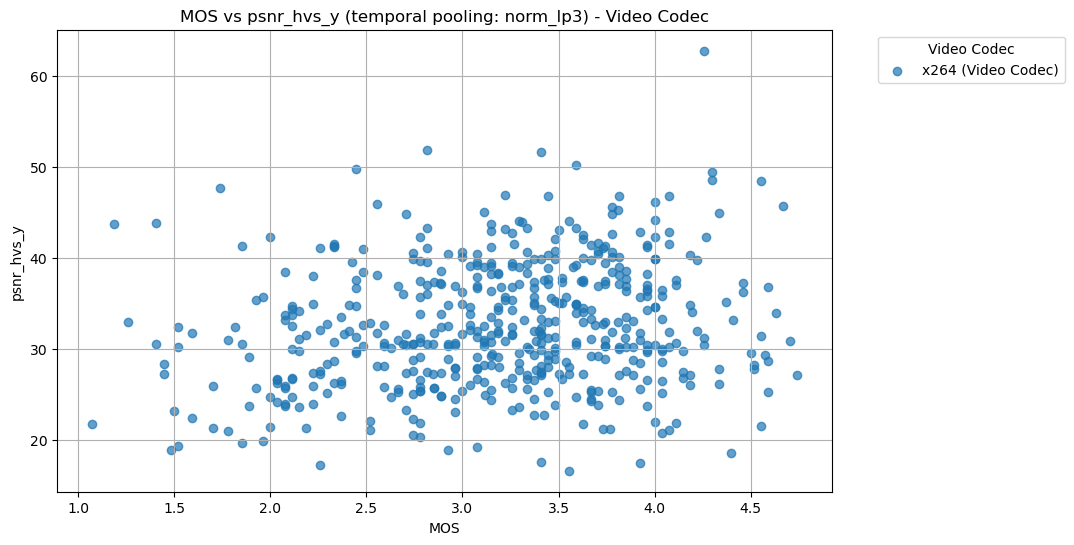 MOS vs psnr_hvs_y (temporal pooling: norm_lp3) - Video Codec
Video Codec
x264 (Video Codec)
psnr_hvs_y
60
50
40
30
20
1.0 1.5 2.0 2.5 3.0 3.5 4.0 4.5
MOS